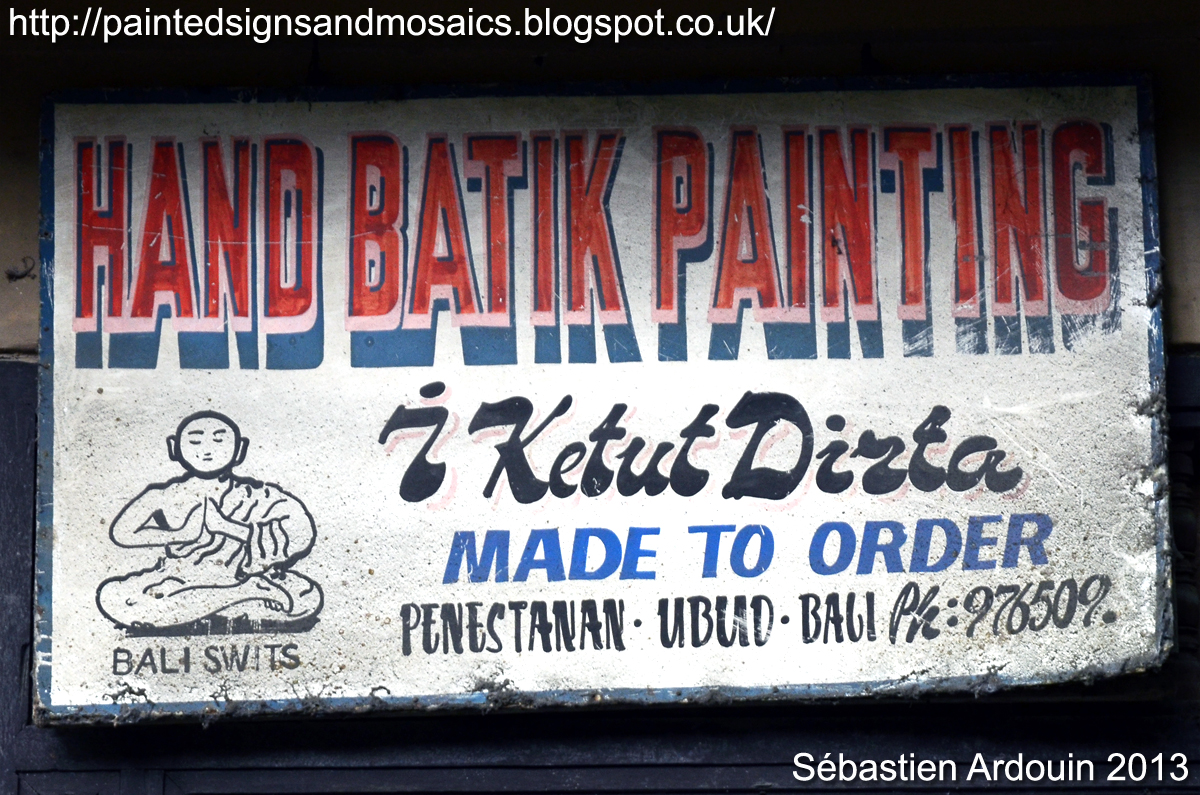 http://paintedsignsandmosaics.blogspot.co.uk/
HAND BATIK PAINTING
i Ketut Dirta
MADE TO ORDER
PENESTANAN · UBUD · BALI Ph: 976509.
BALI SWITS
Sébastien Ardouin 2013